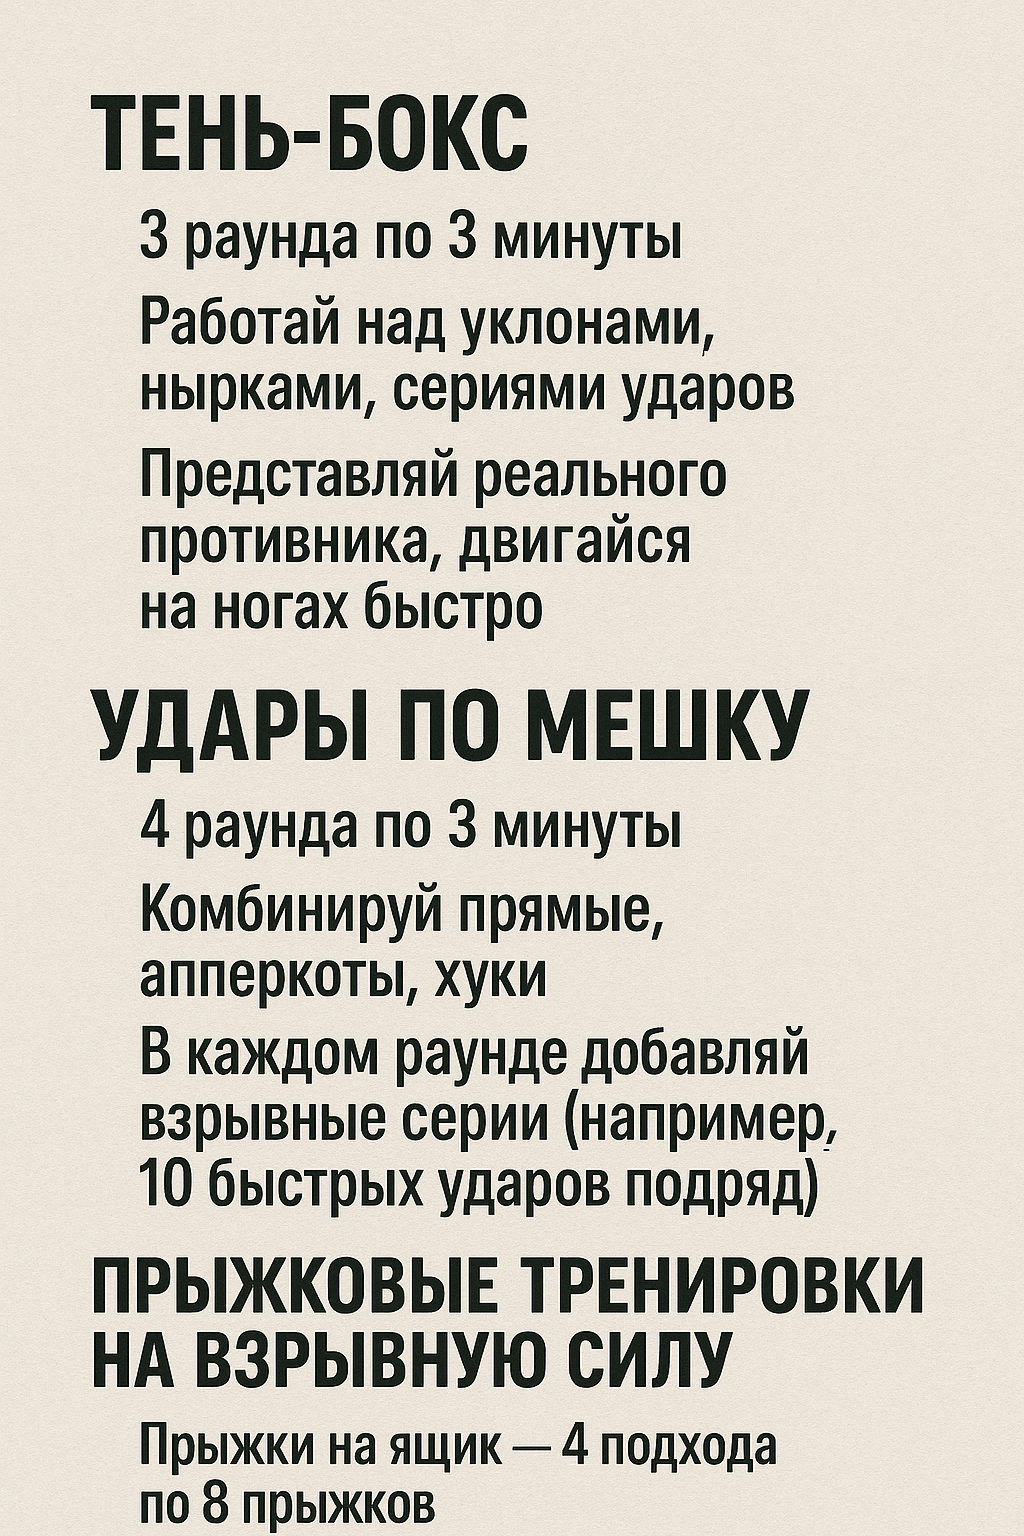 ТЕНЬ-БОКС
3 раунда по 3 минуты
Работай над уклонами,
нырками, сериями ударов
Представляй реального
противника, двигайся
на ногах быстро
УДАРЫ ПО МЕШКУ
4 раунда по 3 минуты
Комбинируй прямые,
апперкоты, хуки
В каждом раунде добавляй
взрывные серии (например,
10 быстрых ударов подряд)
ПРЫЖКОВЫЕ ТРЕНИРОВКИ
НА ВЗРЫВНУЮ СИЛУ
Прыжки на ящик — 4 подхода
по 8 прыжков